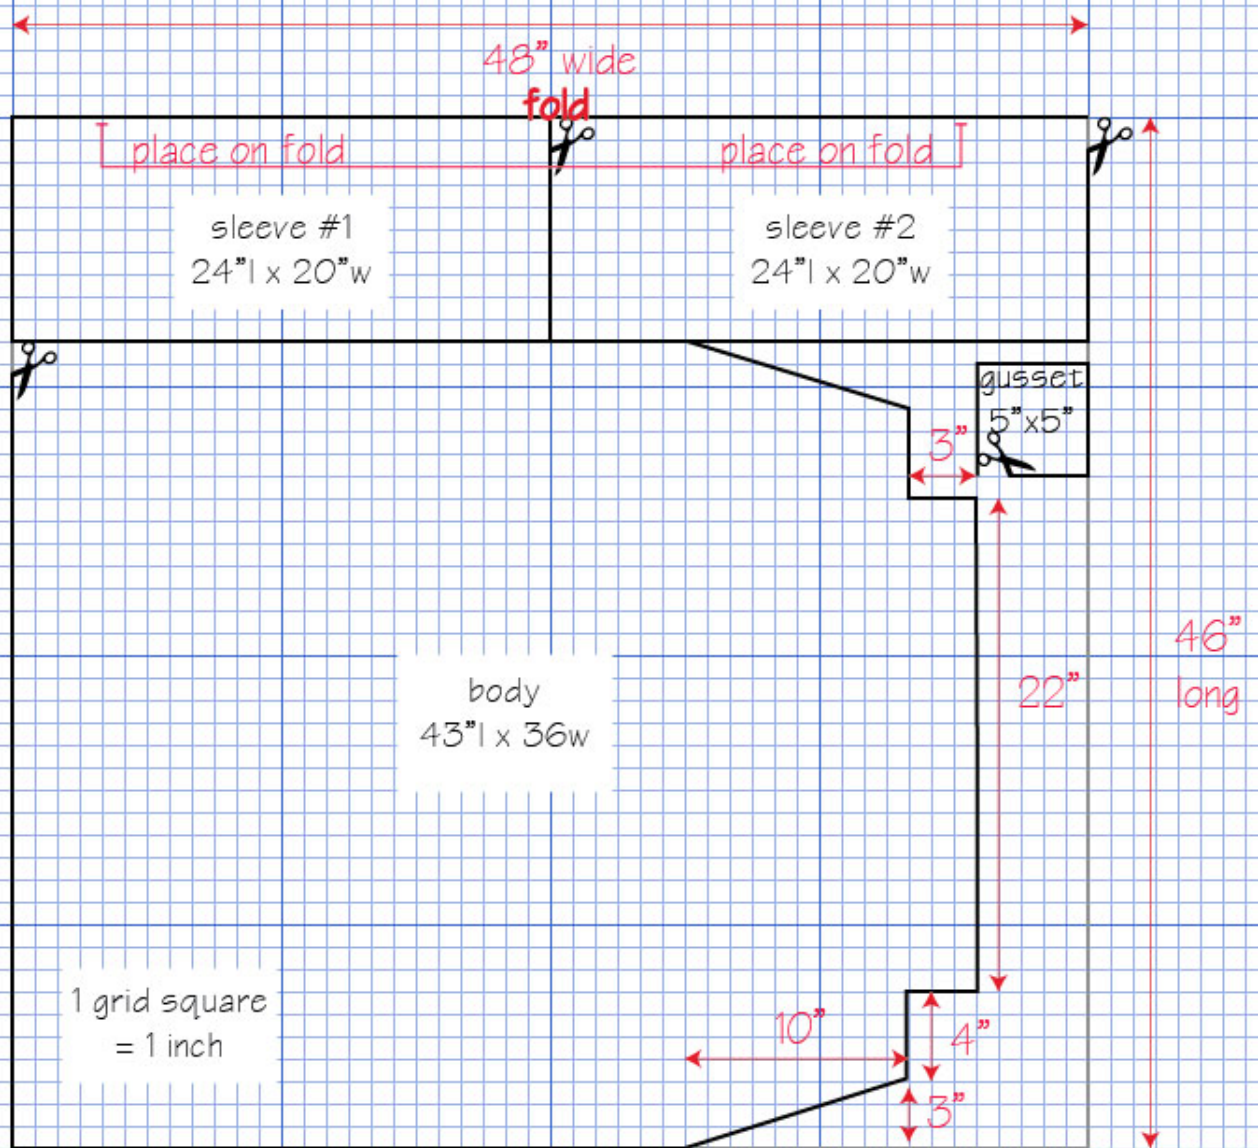 48” wide
fold
place on fold
place on fold
sleeve #1
24”l x 20”w
sleeve #2
24”l x 20”w
gusset
5”x5”
3”
46”
long
22”
body
43”l x 36w
1 grid square
= 1 inch
10”
4”
3”